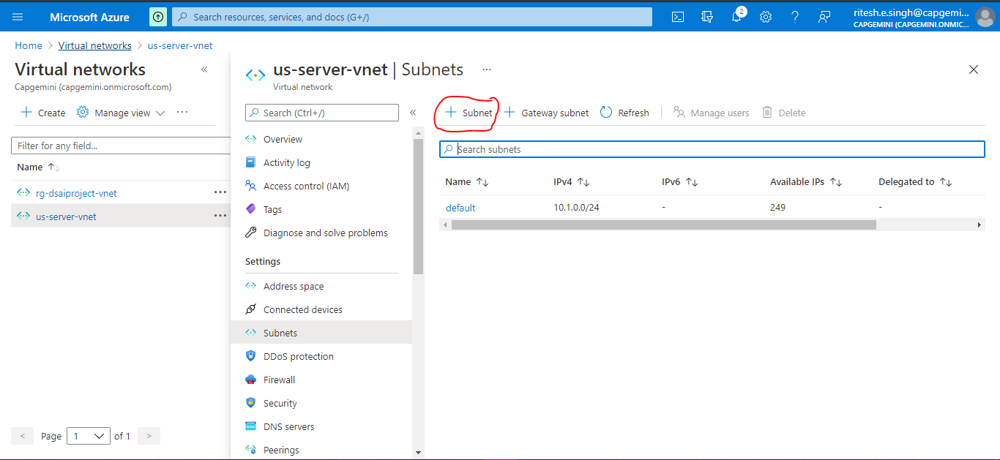 Microsoft Azure
Search resources, services, and docs (G+/)
2
ritesh.e.singh@capgemi...
CAPGEMINI (CAPGEMINI.ONMIC...
Home > Virtual networks > us-server-vnet
Virtual networks
Capgemini (capgemini.onmicrosoft.com)
Create Manage view ...
Filter for any field...
Name
rg-dsaiproject-vnet ...
us-server-vnet ...
< Page 1 of 1 >
us-server-vnet | Subnets ...
Virtual network
Search (Ctrl+/)
Overview
Activity log
Access control (IAM)
Tags
Diagnose and solve problems
Settings
Address space
Connected devices
Subnets
DDoS protection
Firewall
Security
DNS servers
Peerings
+ Subnet + Gateway subnet Refresh Manage users Delete
Search subnets
Name IPv4 IPv6 Available IPs Delegated to
default 10.1.0.0/24 - 249 -